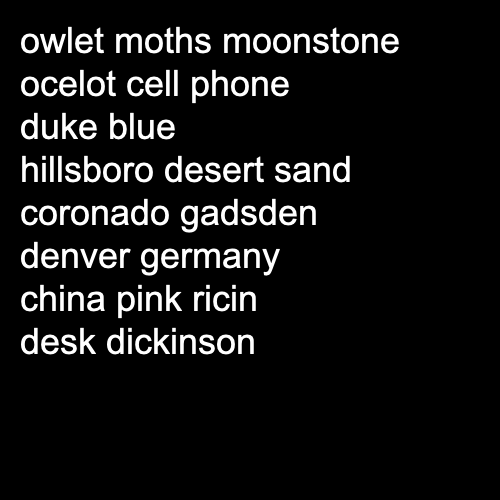 owlet moths moonstone
ocelot cell phone
duke blue
hillsboro desert sand
coronado gadsden
denver germany
china pink ricin
desk dickinson